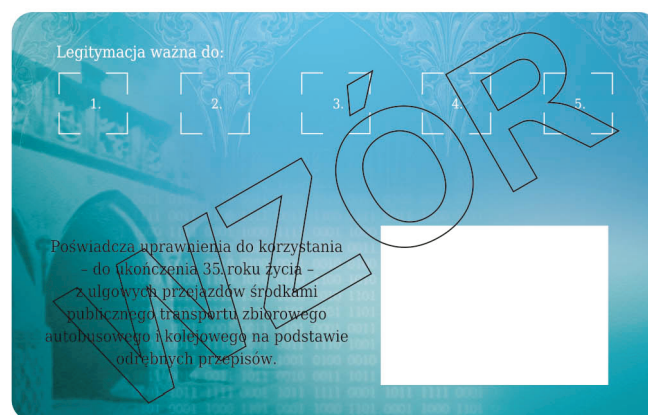 Legitymacja ważna do:
1. 2. 3. 4. 5.
WZÓR
Poświadcza uprawnienia do korzystania
– do ukończenia 35. roku życia –
z ulgowych przejazdów środkami
publicznego transportu zbiorowego
autobusowego i kolejowego na podstawie
odrębnych przepisów.